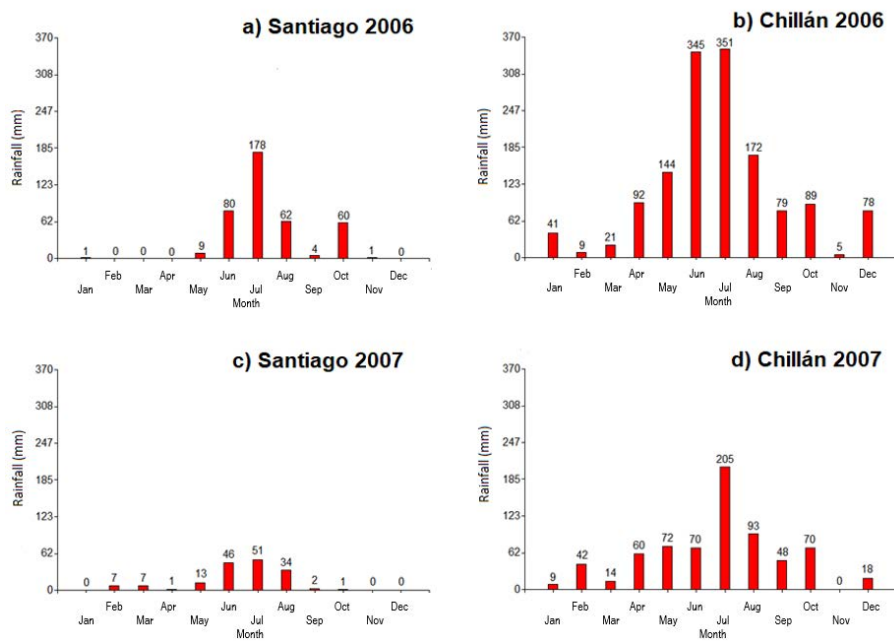 a) Santiago 2006
370
308
247
185
123
62
0
Rainfall (mm)
1 0 0 0 9 80 178 62 4 60 1 0
Feb Apr Jun Aug Oct Dec
Jan Mar May Jul Sep Nov
Month
b) Chillán 2006
370
308
247
185
123
62
0
Rainfall (mm)
41 9 21 92 144 345 351 172 79 89 5 78
Feb Apr Jun Aug Oct Dec
Jan Mar May Jul Sep Nov
Month
c) Santiago 2007
370
308
247
185
123
62
0
Rainfall (mm)
0 7 7 1 13 46 51 34 2 1 0 0
Feb Apr Jun Aug Oct Dec
Jan Mar May Jul Sep Nov
Month
d) Chillán 2007
370
308
247
185
123
62
0
Rainfall (mm)
9 42 14 60 72 70 205 93 48 70 0 18
Feb Apr Jun Aug Oct Dec
Jan Mar May Jul Sep Nov
Month